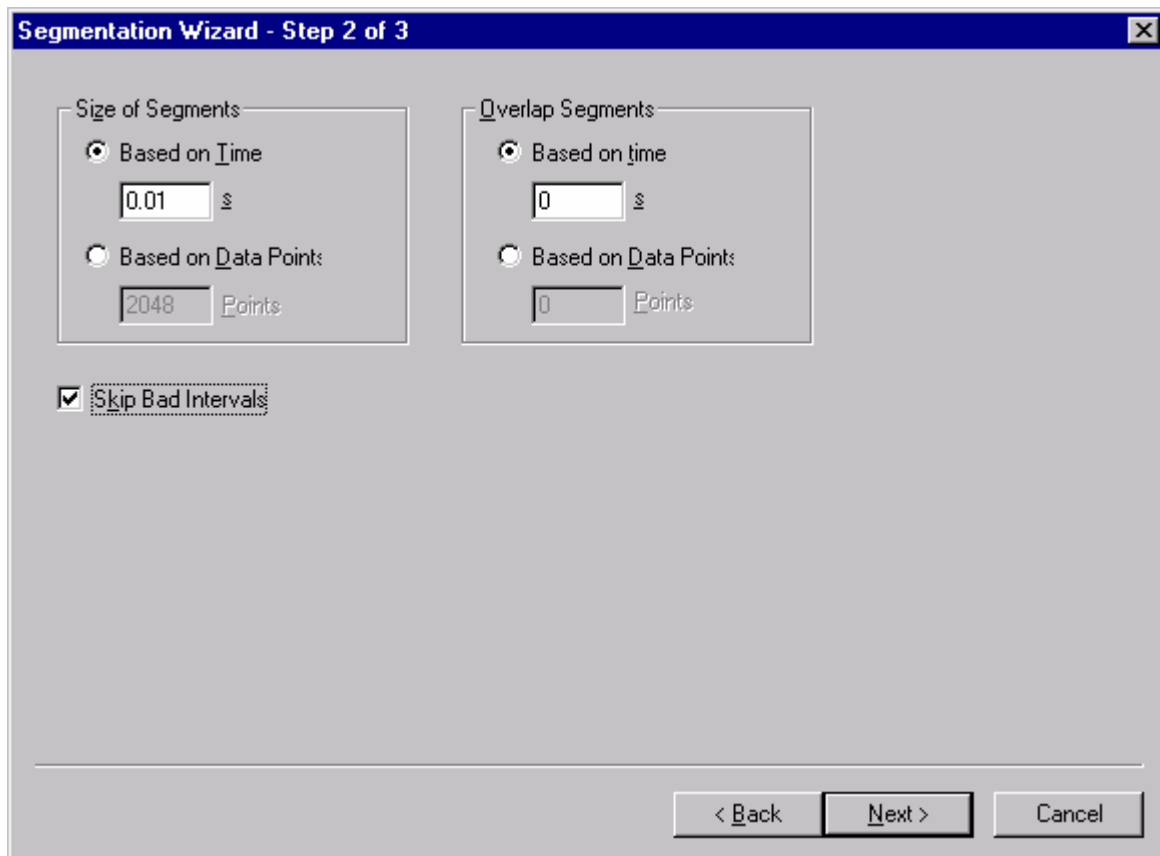 Segmentation Wizard - Step 2 of 3
Size of Segments
Based on Time
0.01 s
Based on Data Points
2048 Points
Overlap Segments
Based on time
0 s
Based on Data Points
0 Points
Skip Bad Intervals
< Back
Next >
Cancel